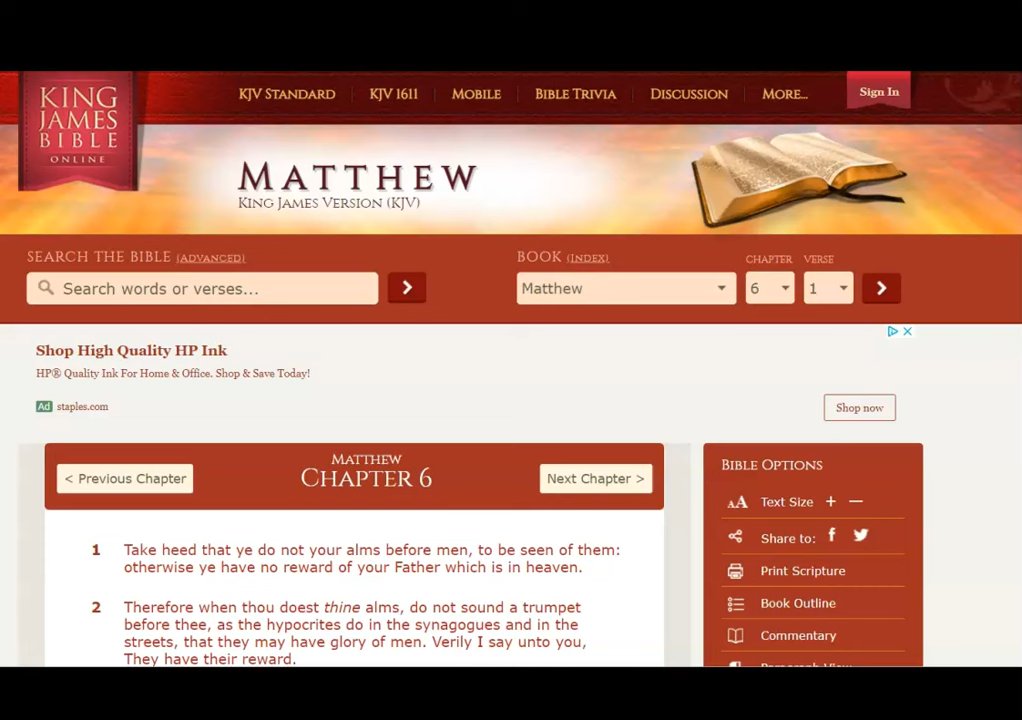 KING
JAMES
BIBLE
ONLINE
KJV STANDARD
KJV 1611
MOBILE
BIBLE TRIVIA
DISCUSSION
MORE...
Sign In
MATTHEW
KING JAMES VERSION (KJV)
SEARCH THE BIBLE (ADVANCED)
Search words or verses...
BOOK (INDEX)
Matthew
CHAPTER
6
VERSE
1
Shop High Quality HP Ink
HP® Quality Ink For Home & Office. Shop & Save Today!
Ad staples.com
Shop now
< Previous Chapter
MATTHEW
CHAPTER 6
Next Chapter >
1 Take heed that ye do not your alms before men, to be seen of them:
otherwise ye have no reward of your Father which is in heaven.
2 Therefore when thou doest thine alms, do not sound a trumpet
before thee, as the hypocrites do in the synagogues and in the
streets, that they may have glory of men. Verily I say unto you,
They have their reward.
BIBLE OPTIONS
AA Text Size + —
Share to:
Print Scripture
Book Outline
Commentary
Paragraph View